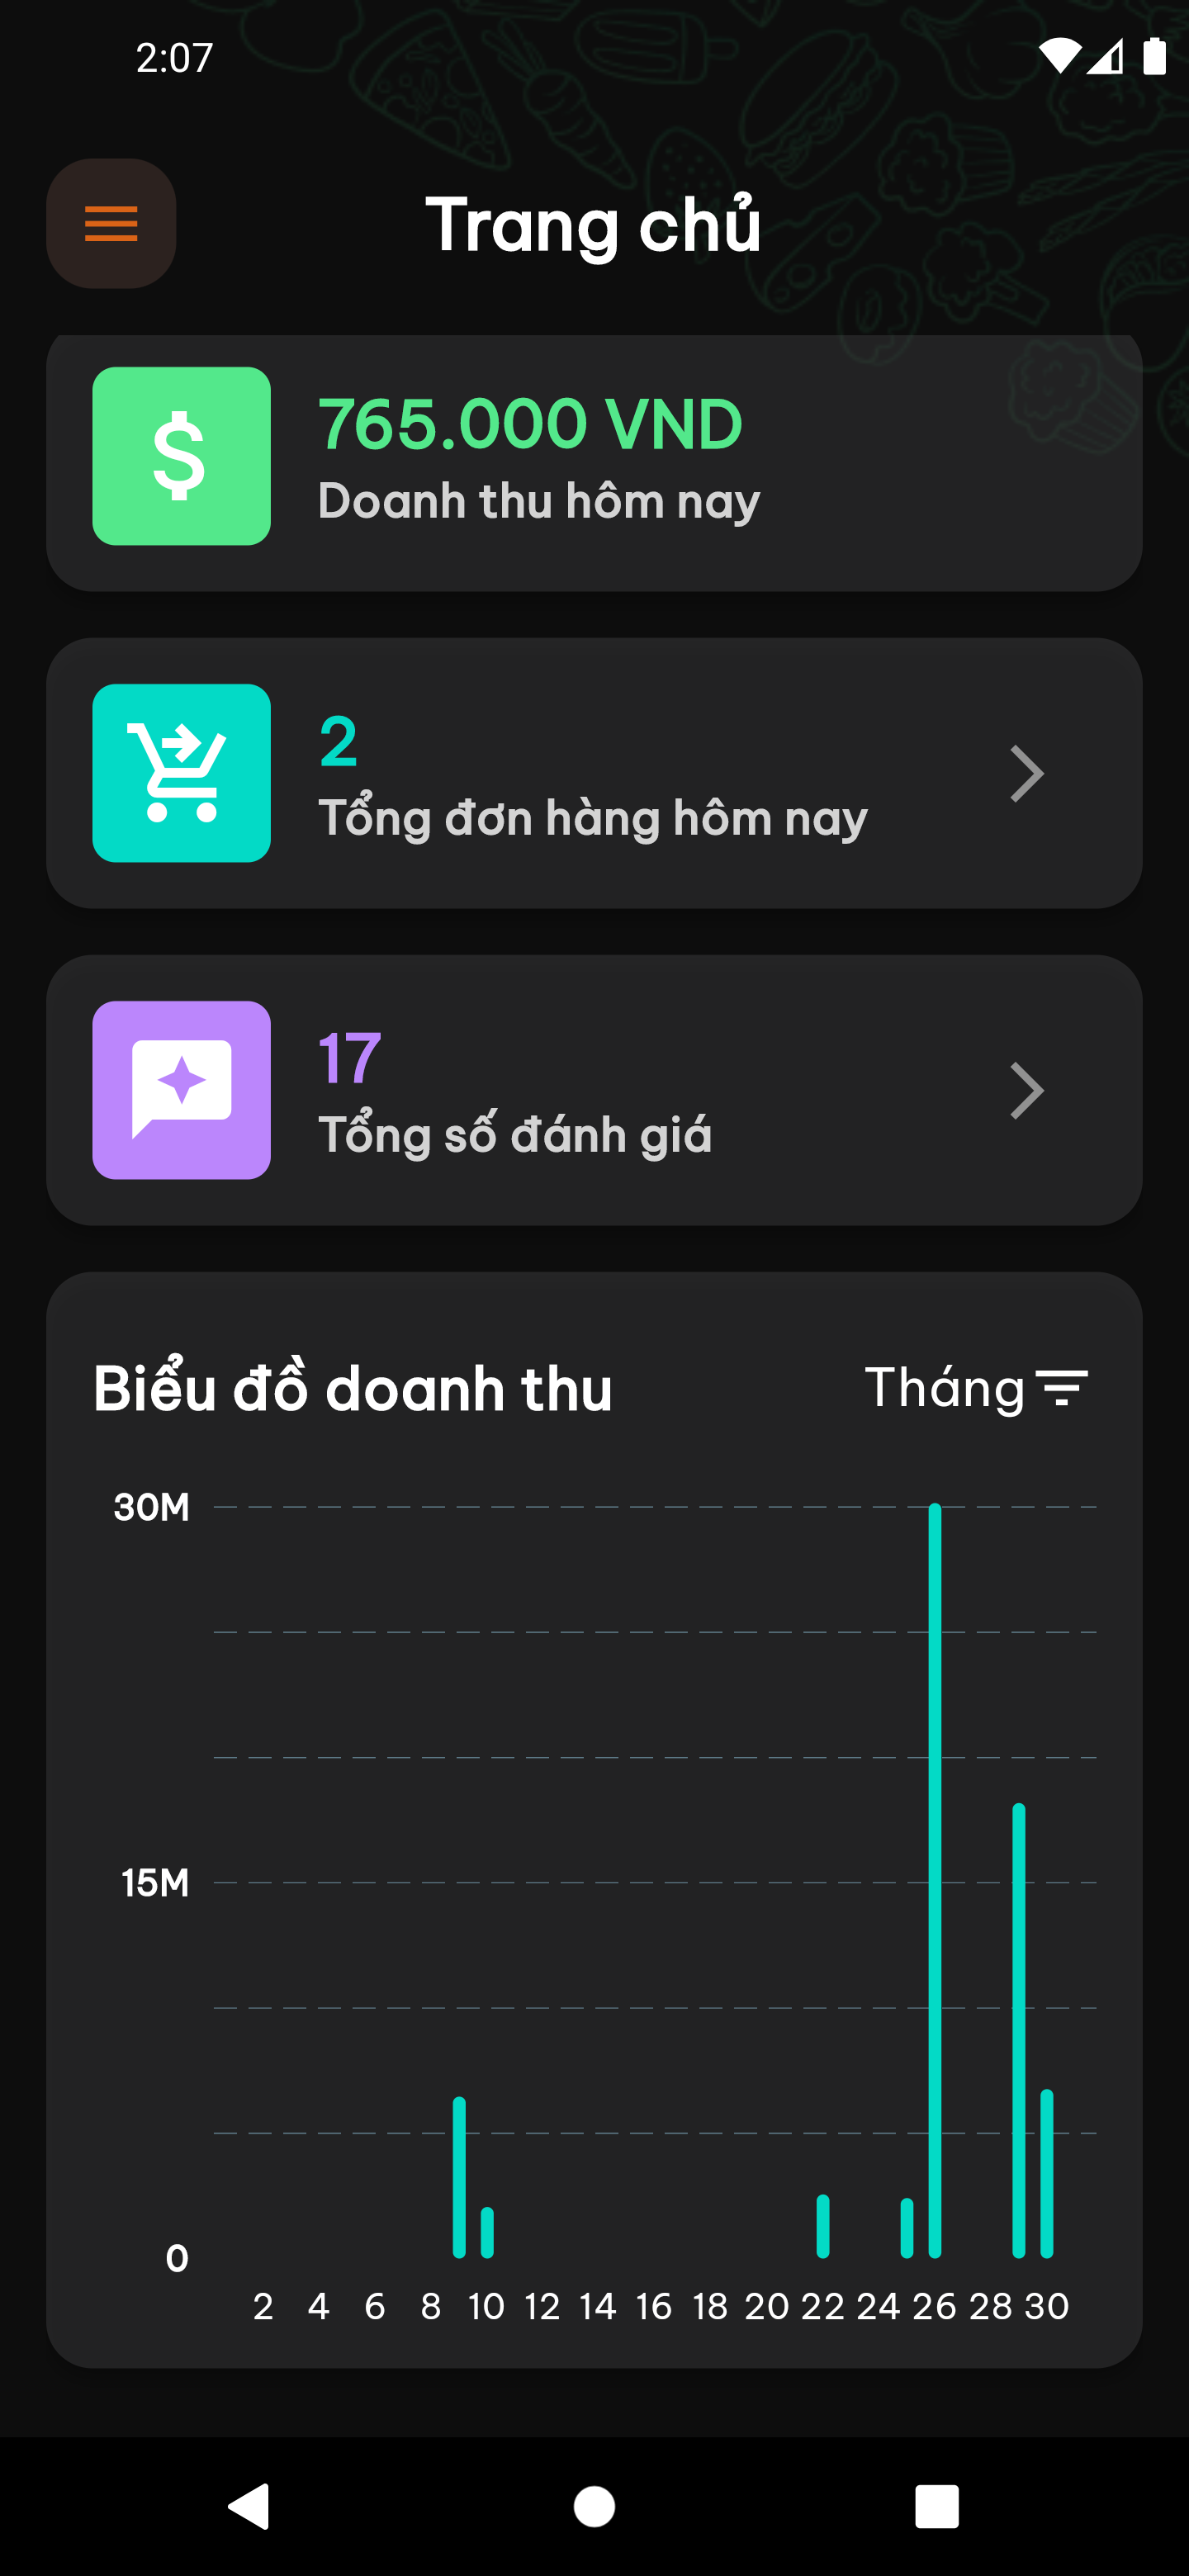 2:07
Trang chủ
765.000 VND
Doanh thu hôm nay
2
Tổng đơn hàng hôm nay
17
Tổng số đánh giá
Biểu đồ doanh thu
Tháng
30M
15M
0
2 4 6 8 10 12 14 16 18 20 22 24 26 28 30